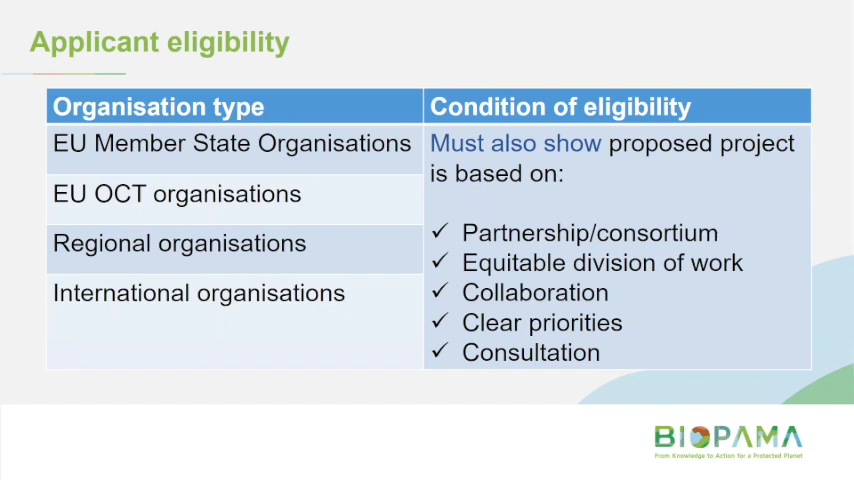 Applicant eligibility
Organisation type
Condition of eligibility
EU Member State Organisations
EU OCT organisations
Regional organisations
International organisations
Must also show proposed project
is based on:
✓ Partnership/consortium
✓ Equitable division of work
✓ Collaboration
✓ Clear priorities
✓ Consultation
BIOPAMA
From Knowledge to Action for a Protected Planet